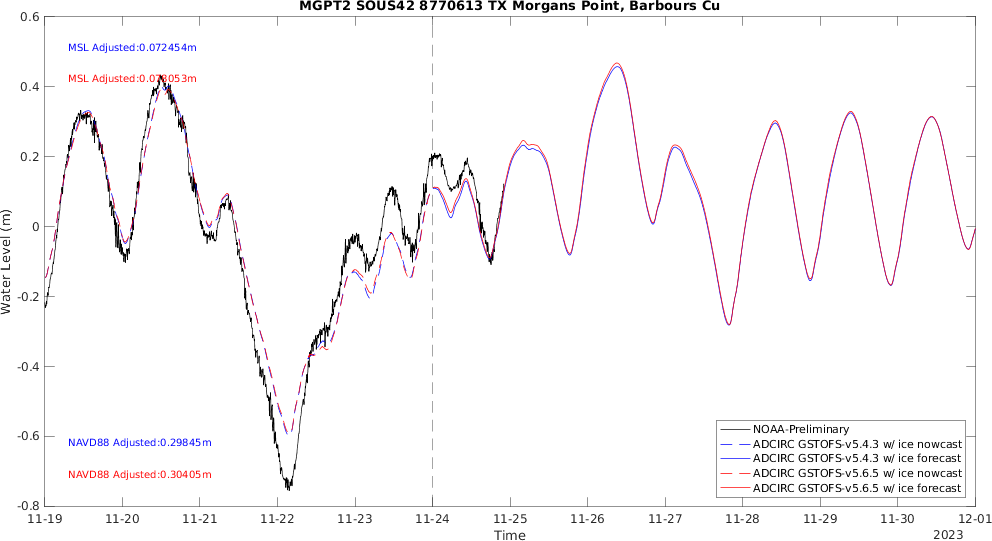 MGPT2 SOUS42 8770613 TX Morgans Point, Barbours Cu
MSL Adjusted:0.072454m
MSL Adjusted:0.078053m
NAVD88 Adjusted:0.29845m
NAVD88 Adjusted:0.30405m
Water Level (m)
0.6
0.4
0.2
0
-0.2
-0.4
-0.6
-0.8
NOAA-Preliminary
ADCIRC GSTOFS-v5.4.3 w/ ice nowcast
ADCIRC GSTOFS-v5.4.3 w/ ice forecast
ADCIRC GSTOFS-v5.6.5 w/ ice nowcast
ADCIRC GSTOFS-v5.6.5 w/ ice forecast
11-19 11-20 11-21 11-22 11-23 11-24 11-25 11-26 11-27 11-28 11-29 11-30 12-01
Time
2023